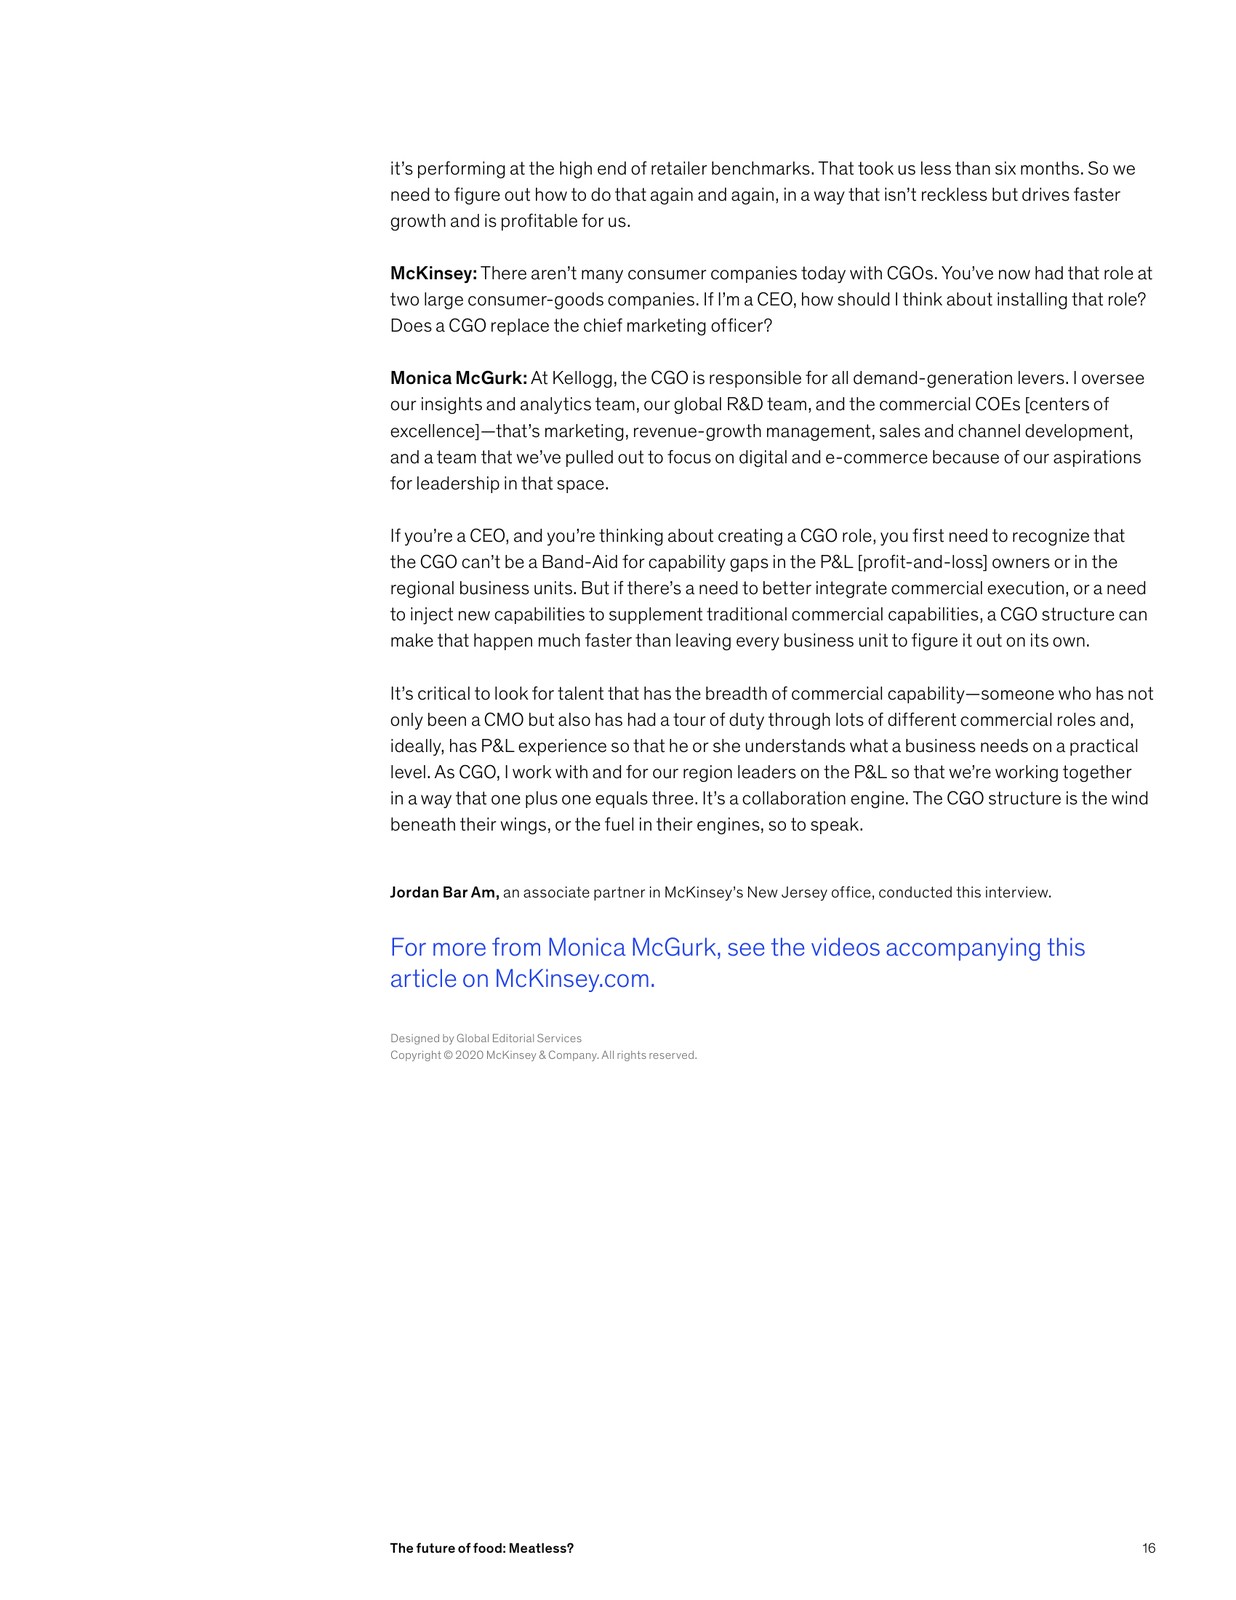 it’s performing at the high end of retailer benchmarks. That took us less than six months. So we
need to figure out how to do that again and again, in a way that isn’t reckless but drives faster
growth and is profitable for us.
McKinsey: There aren’t many consumer companies today with CGOs. You’ve now had that role at
two large consumer-goods companies. If I’m a CEO, how should I think about installing that role?
Does a CGO replace the chief marketing officer?
Monica McGurk: At Kellogg, the CGO is responsible for all demand-generation levers. I oversee
our insights and analytics team, our global R&D team, and the commercial COEs [centers of
excellence]—that’s marketing, revenue-growth management, sales and channel development,
and a team that we’ve pulled out to focus on digital and e-commerce because of our aspirations
for leadership in that space.
If you’re a CEO, and you’re thinking about creating a CGO role, you first need to recognize that
the CGO can’t be a Band-Aid for capability gaps in the P&L [profit-and-loss] owners or in the
regional business units. But if there’s a need to better integrate commercial execution, or a need
to inject new capabilities to supplement traditional commercial capabilities, a CGO structure can
make that happen much faster than leaving every business unit to figure it out on its own.
It’s critical to look for talent that has the breadth of commercial capability—someone who has not
only been a CMO but also has had a tour of duty through lots of different commercial roles and,
ideally, has P&L experience so that he or she understands what a business needs on a practical
level. As CGO, I work with and for our region leaders on the P&L so that we’re working together
in a way that one plus one equals three. It’s a collaboration engine. The CGO structure is the wind
beneath their wings, or the fuel in their engines, so to speak.
Jordan Bar Am, an associate partner in McKinsey’s New Jersey office, conducted this interview.
For more from Monica McGurk, see the videos accompanying this
article on McKinsey.com.
Designed by Global Editorial Services
Copyright © 2020 McKinsey & Company. All rights reserved.
The future of food: Meatless? 16